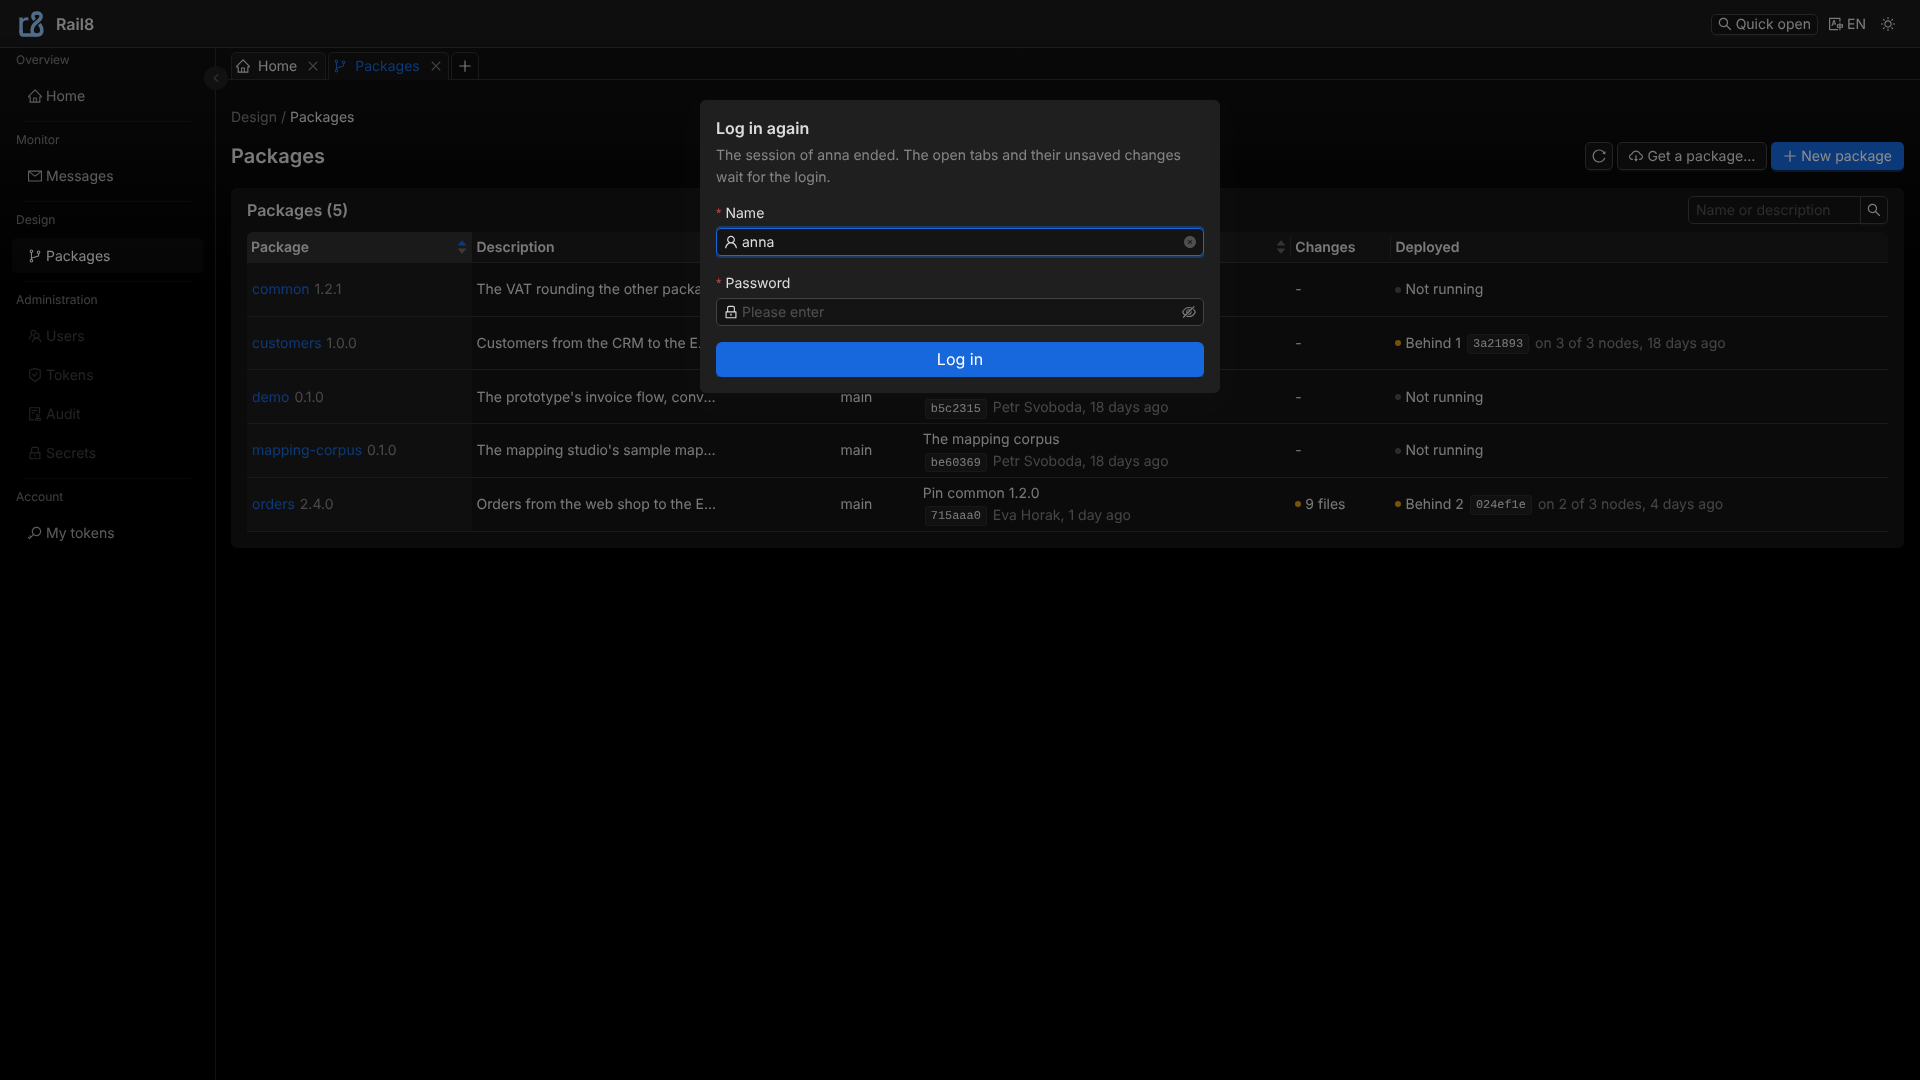 Rail8
Quick open
EN
Overview
Home
Monitor
Messages
Design
Packages
Administration
Users
Tokens
Audit
Secrets
Account
My tokens
Home
Packages
Design / Packages
Packages
Get a package...
New package
Packages (5)
Name or description
Package Description Changes Deployed
common 1.2.1 The VAT rounding the other packa - Not running
customers 1.0.0 Customers from the CRM to the E. - Behind 1 3a21893 on 3 of 3 nodes, 18 days ago
demo 0.1.0 The prototype's invoice flow, conv... main b5c2315 Petr Svoboda, 18 days ago - Not running
mapping-corpus 0.1.0 The mapping studio's sample map... main The mapping corpus
be60369 Petr Svoboda, 18 days ago - Not running
orders 2.4.0 Orders from the web shop to the E... main Pin common 1.2.0
715aaa0 Eva Horak, 1 day ago 9 files Behind 2 024ef1e on 2 of 3 nodes, 4 days ago
Log in again
The session of anna ended. The open tabs and their unsaved changes
wait for the login.
* Name
anna
* Password
Please enter
Log in